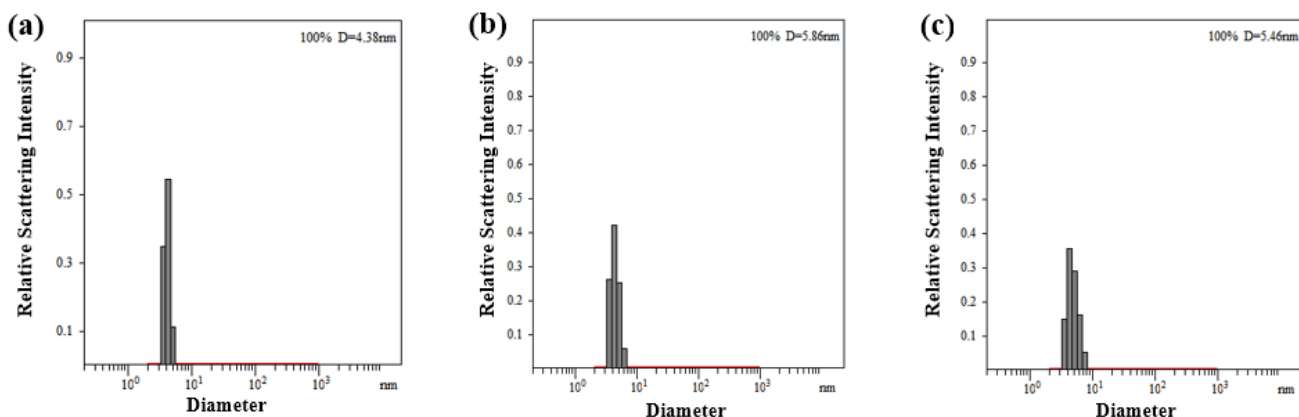 (a)
100% D=4.38nm
Relative Scattering Intensity
0.9
0.7
0.5
0.3
0.1
10⁰ 10¹ 10² 10³ nm
Diameter
(b)
100% D=5.86nm
Relative Scattering Intensity
0.9
0.8
0.7
0.6
0.5
0.4
0.3
0.2
0.1
10⁰ 10¹ 10² 10³ nm
Diameter
(c)
100% D=5.46nm
Relative Scattering Intensity
0.9
0.8
0.7
0.6
0.5
0.4
0.3
0.2
0.1
10⁰ 10¹ 10² 10³ nm
Diameter